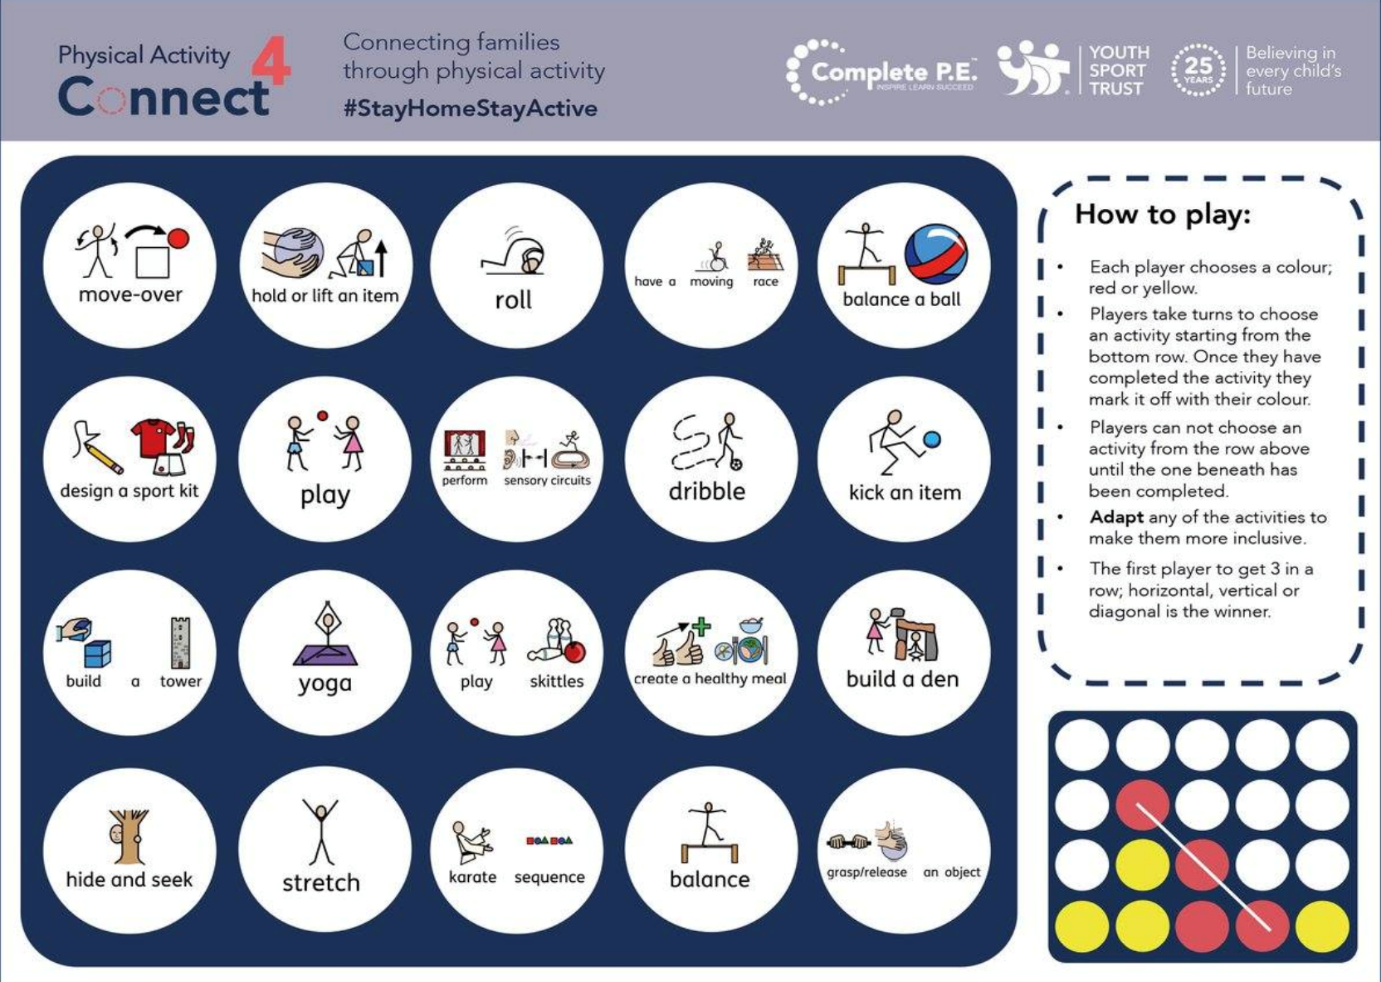 Physical Activity 4
Connect
Connecting families
through physical activity
#StayHomeStayActive
Complete P.E.
INSPIRE LEARN SUCCEED
YOUTH
SPORT
TRUST
25
YEARS
Believing in
every child's
future
move-over
hold or lift an item
roll
have a moving race
balance a ball
design a sport kit
play
perform sensory circuits
dribble
kick an item
build a tower
yoga
play skittles
create a healthy meal
build a den
hide and seek
stretch
karate sequence
balance
grasp/release an object
How to play:
• Each player chooses a colour;
red or yellow.
• Players take turns to choose
an activity starting from the
bottom row. Once they have
completed the activity they
mark it off with their colour.
• Players can not choose an
activity from the row above
until the one beneath has
been completed.
• Adapt any of the activities to
make them more inclusive.
• The first player to get 3 in a
row; horizontal, vertical or
diagonal is the winner.